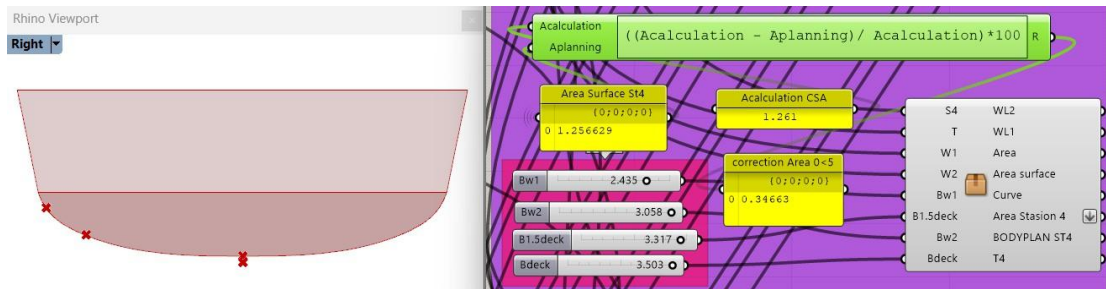 Rhino Viewport
Right
Acalculation
Aplanning
((Acalculation - Aplanning)/ Acalculation)*100
R
Area Surface St4
{0;0;0;0}
0 1.256629
Acalculation CSA
1.261
correction Area 0<5
{0;0;0;0}
0 0.34663
Bw1 2.435
Bw2 3.058
B1.5deck 3.317
Bdeck 3.503
S4 WL2
T WL1
W1 Area
W2 Area surface
Bw1 Curve
B1.5deck Area Stasion 4
Bw2 BODYPLAN ST4
Bdeck T4